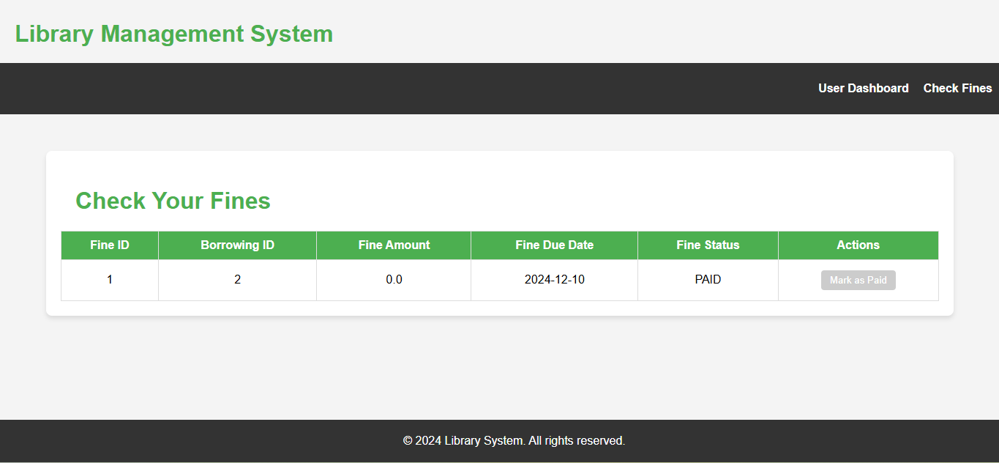 Library Management System
User Dashboard Check Fines
Check Your Fines
Fine ID Borrowing ID Fine Amount Fine Due Date Fine Status Actions
1 2 0.0 2024-12-10 PAID Mark as Paid
© 2024 Library System. All rights reserved.